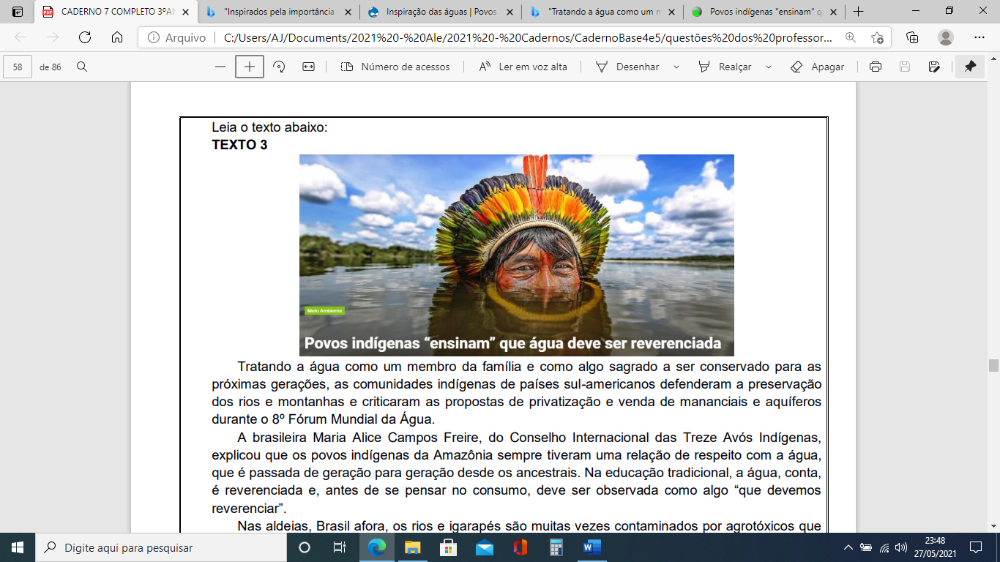 CADERNO 7 COMPLETO 3ºA
"Inspirados pela importância
Inspiração das águas | Povos
"Tratando a água como um m
Povos indígenas "ensinam" q
Arquivo
C:/Users/AJ/Documents/2021%20-%20Ale/2021%20-%20Cadernos/CadernoBase4e5/questões%20dos%20professor...
58
de 86
Número de acessos
Ler em voz alta
Desenhar
Realçar
Apagar
Leia o texto abaixo:
TEXTO 3
Meio Ambiente
Povos indígenas “ensinam” que água deve ser reverenciada
Tratando a água como um membro da família e como algo sagrado a ser conservado para as
próximas gerações, as comunidades indígenas de países sul-americanos defenderam a preservação
dos rios e montanhas e criticaram as propostas de privatização e venda de mananciais e aquíferos
durante o 8º Fórum Mundial da Água.
A brasileira Maria Alice Campos Freire, do Conselho Internacional das Treze Avós Indígenas,
explicou que os povos indígenas da Amazônia sempre tiveram uma relação de respeito com a água,
que é passada de geração para geração desde os ancestrais. Na educação tradicional, a água, conta,
é reverenciada e, antes de se pensar no consumo, deve ser observada como algo “que devemos
reverenciar”.
Nas aldeias, Brasil afora, os rios e igarapés são muitas vezes contaminados por agrotóxicos que
Digite aqui para pesquisar
23:48
27/05/2021